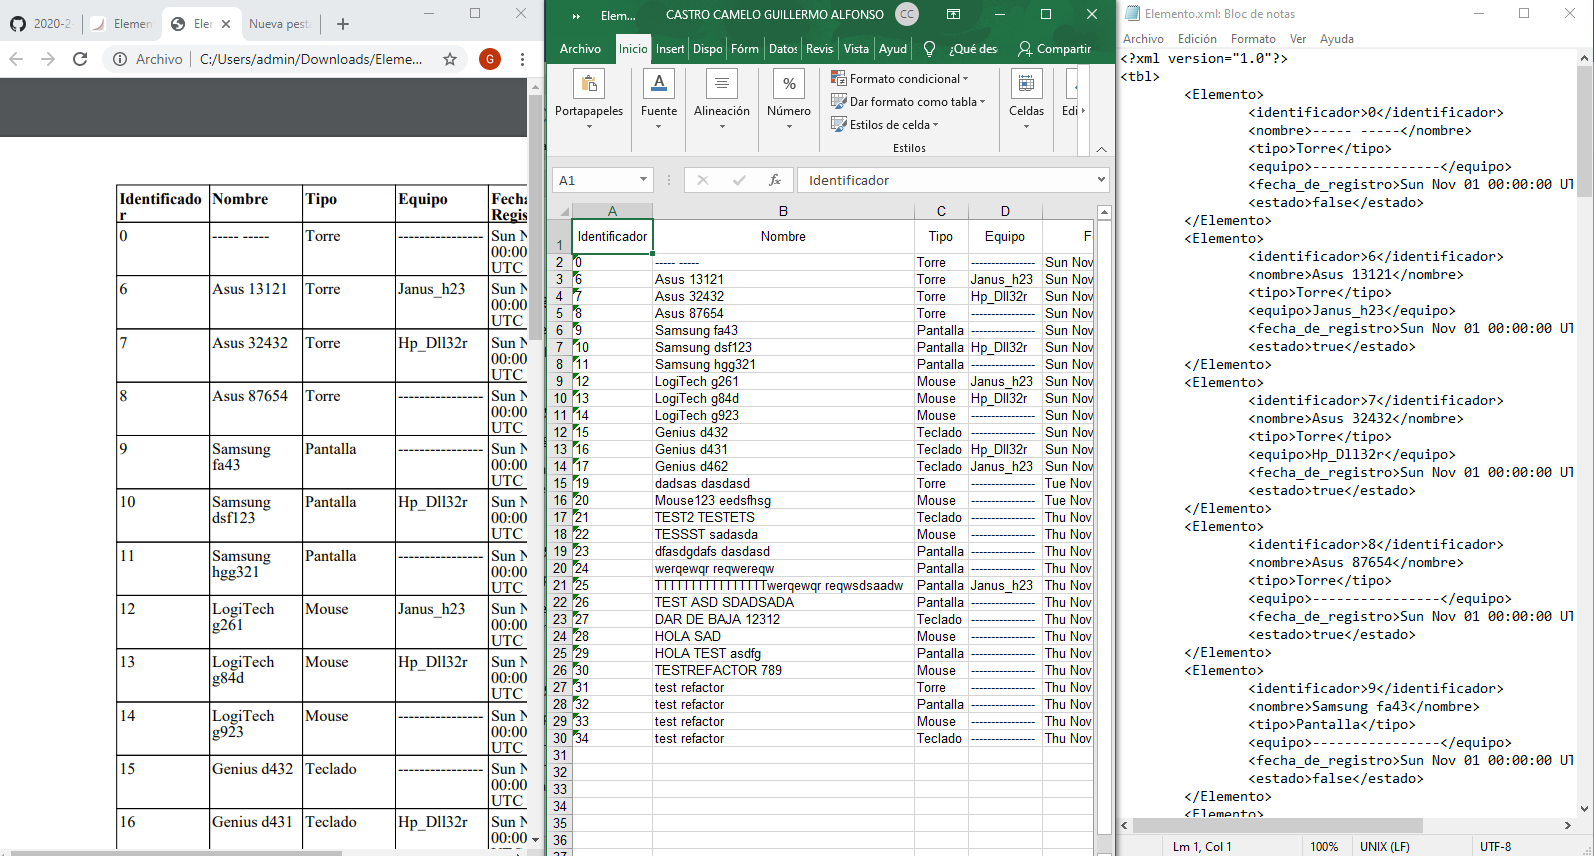 2020-2
Elemen
Ele
Nueva pest
Archivo
C:/Users/admin/Downloads/Eleme...
G
Identificado
r
Nombre
Tipo
Equipo
Fecha
Regis
0
----- -----
Torre
----------------
Sun N
00:00
UTC
6
Asus 13121
Torre
Janus_h23
Sun N
00:00
UTC
7
Asus 32432
Torre
Hp_Dll32r
Sun N
00:00
UTC
8
Asus 87654
Torre
----------------
Sun N
00:00
UTC
9
Samsung
fa43
Pantalla
----------------
Sun N
00:00
UTC
10
Samsung
dsf123
Pantalla
Hp_Dll32r
Sun N
00:00
UTC
11
Samsung
hgg321
Pantalla
----------------
Sun N
00:00
UTC
12
LogiTech
g261
Mouse
Janus_h23
Sun N
00:00
UTC
13
LogiTech
g84d
Mouse
Hp_Dll32r
Sun N
00:00
UTC
14
LogiTech
g923
Mouse
----------------
Sun N
00:00
UTC
15
Genius d432
Teclado
----------------
Sun N
00:00
UTC
16
Genius d431
Teclado
Hp_Dll32r
Sun N
00:00
UTC
Elem...
CASTRO CAMELO GUILLERMO ALFONSO
CC
Archivo Inicio Insert Dispo Fórm Datos Revis Vista Ayud ¿Qué des Compartir
Portapapeles
Fuente
Alineación
Número
Formato condicional
Dar formato como tabla
Estilos de celda
Estilos
Celdas
Edi
A1
fx
Identificador
A B C D
1 Identificador Nombre Tipo Equipo F
2 0 ----- ----- Torre ---------------- Sun Nov
3 6 Asus 13121 Torre Janus_h23 Sun Nov
4 7 Asus 32432 Torre Hp_Dll32r Sun Nov
5 8 Asus 87654 Torre ---------------- Sun Nov
6 9 Samsung fa43 Pantalla ---------------- Sun Nov
7 10 Samsung dsf123 Pantalla Hp_Dll32r Sun Nov
8 11 Samsung hgg321 Pantalla ---------------- Sun Nov
9 12 LogiTech g261 Mouse Janus_h23 Sun Nov
10 13 LogiTech g84d Mouse Hp_Dll32r Sun Nov
11 14 LogiTech g923 Mouse ---------------- Sun Nov
12 15 Genius d432 Teclado ---------------- Sun Nov
13 16 Genius d431 Teclado Hp_Dll32r Sun Nov
14 17 Genius d462 Teclado Janus_h23 Sun Nov
15 19 dadsas dasdasd Torre ---------------- Tue Nov
16 20 Mouse123 eedsfhsg Mouse ---------------- Tue Nov
17 21 TEST2 TESTETS Teclado ---------------- Thu Nov
18 22 TESSST sadasda Mouse ---------------- Thu Nov
19 23 dfasdgdafs dasdasd Pantalla ---------------- Thu Nov
20 24 werqewqr reqwereqw Pantalla ---------------- Thu Nov
21 25 TTTTTTTTTTTTTTTTwerqewqr reqwsdsaadw Pantalla Janus_h23 Thu Nov
22 26 TEST ASD SDADSADA Pantalla ---------------- Thu Nov
23 27 DAR DE BAJA 12312 Teclado ---------------- Thu Nov
24 28 HOLA SAD Mouse ---------------- Thu Nov
25 29 HOLA TEST asdfg Pantalla ---------------- Thu Nov
26 30 TESTREFACTOR 789 Mouse ---------------- Thu Nov
27 31 test refactor Torre ---------------- Thu Nov
28 32 test refactor Pantalla ---------------- Thu Nov
29 33 test refactor Mouse ---------------- Thu Nov
30 34 test refactor Teclado ---------------- Thu Nov
31
32
33
34
35
36
37
Elemento.xml: Bloc de notas
Archivo Edición Formato Ver Ayuda
<?xml version="1.0"?>
<tbl>
<Elemento>
<identificador>0</identificador>
<nombre>----- -----</nombre>
<tipo>Torre</tipo>
<equipo>----------------</equipo>
<fecha_de_registro>Sun Nov 01 00:00:00 UT
<estado>false</estado>
</Elemento>
<Elemento>
<identificador>6</identificador>
<nombre>Asus 13121</nombre>
<tipo>Torre</tipo>
<equipo>Janus_h23</equipo>
<fecha_de_registro>Sun Nov 01 00:00:00 UT
<estado>true</estado>
</Elemento>
<Elemento>
<identificador>7</identificador>
<nombre>Asus 32432</nombre>
<tipo>Torre</tipo>
<equipo>Hp_Dll32r</equipo>
<fecha_de_registro>Sun Nov 01 00:00:00 UT
<estado>true</estado>
</Elemento>
<Elemento>
<identificador>8</identificador>
<nombre>Asus 87654</nombre>
<tipo>Torre</tipo>
<equipo>----------------</equipo>
<fecha_de_registro>Sun Nov 01 00:00:00 UT
<estado>true</estado>
</Elemento>
<Elemento>
<identificador>9</identificador>
<nombre>Samsung fa43</nombre>
<tipo>Pantalla</tipo>
<equipo>----------------</equipo>
<fecha_de_registro>Sun Nov 01 00:00:00 UT
<estado>false</estado>
</Elemento>
<Elemento>
Ln 1, Col 1
100%
UNIX (LF)
UTF-8